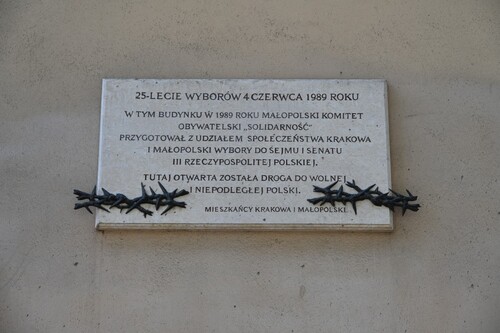 25-LECIE WYBORÓW 4 CZERWCA 1989 ROKU
W TYM BUDYNKU W 1989 ROKU MAŁOPOLSKI KOMITET
OBYWATELSKI „SOLIDARNOŚĆ"
PRZYGOTOWAŁ Z UDZIAŁEM SPOŁECZEŃSTWA KRAKOWA
I MAŁOPOLSKI WYBORY DO SEJMU I SENATU
III RZECZYPOSPOLITEJ POLSKIEJ.
TUTAJ OTWARTA ZOSTAŁA DROGA DO WOLNEJ
I NIEPODLEGŁEJ POLSKI.
MIESZKAŃCY KRAKOWA I MAŁOPOLSKI